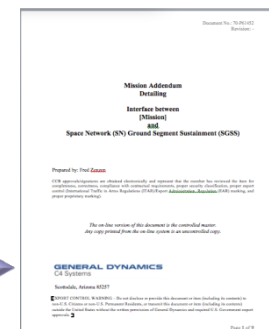 Document No.: 70-P61452
Revision: -
Mission Addendum
Detailing
Interface between
[Mission]
and
Space Network (SN) Ground Segment Sustainment (SGSS)
Prepared by: Fred
CCB approvals/signatures are obtained electronically and represent that the member has reviewed the item for
completeness, correctness, compliance with contractual requirements, proper security classification, proper export
control (International Traffic in Arms Regulations (ITAR)/Export Administration Regulation (EAR) marking, and
proper proprietary marking).
The on-line version of this document is the controlled master.
Any copy printed from the on-line system is an uncontrolled copy.
GENERAL DYNAMICS
C4 Systems
Scottsdale, Arizona 85257
EXPORT CONTROL WARNING - Do not disclose or provide this document or item (including its contents) to
non-U.S. Citizens or non-U.S. Permanent Residents, or transmit this document or item (including its contents)
outside the United States without the written permission of General Dynamics and required U.S. Government export
approvals.